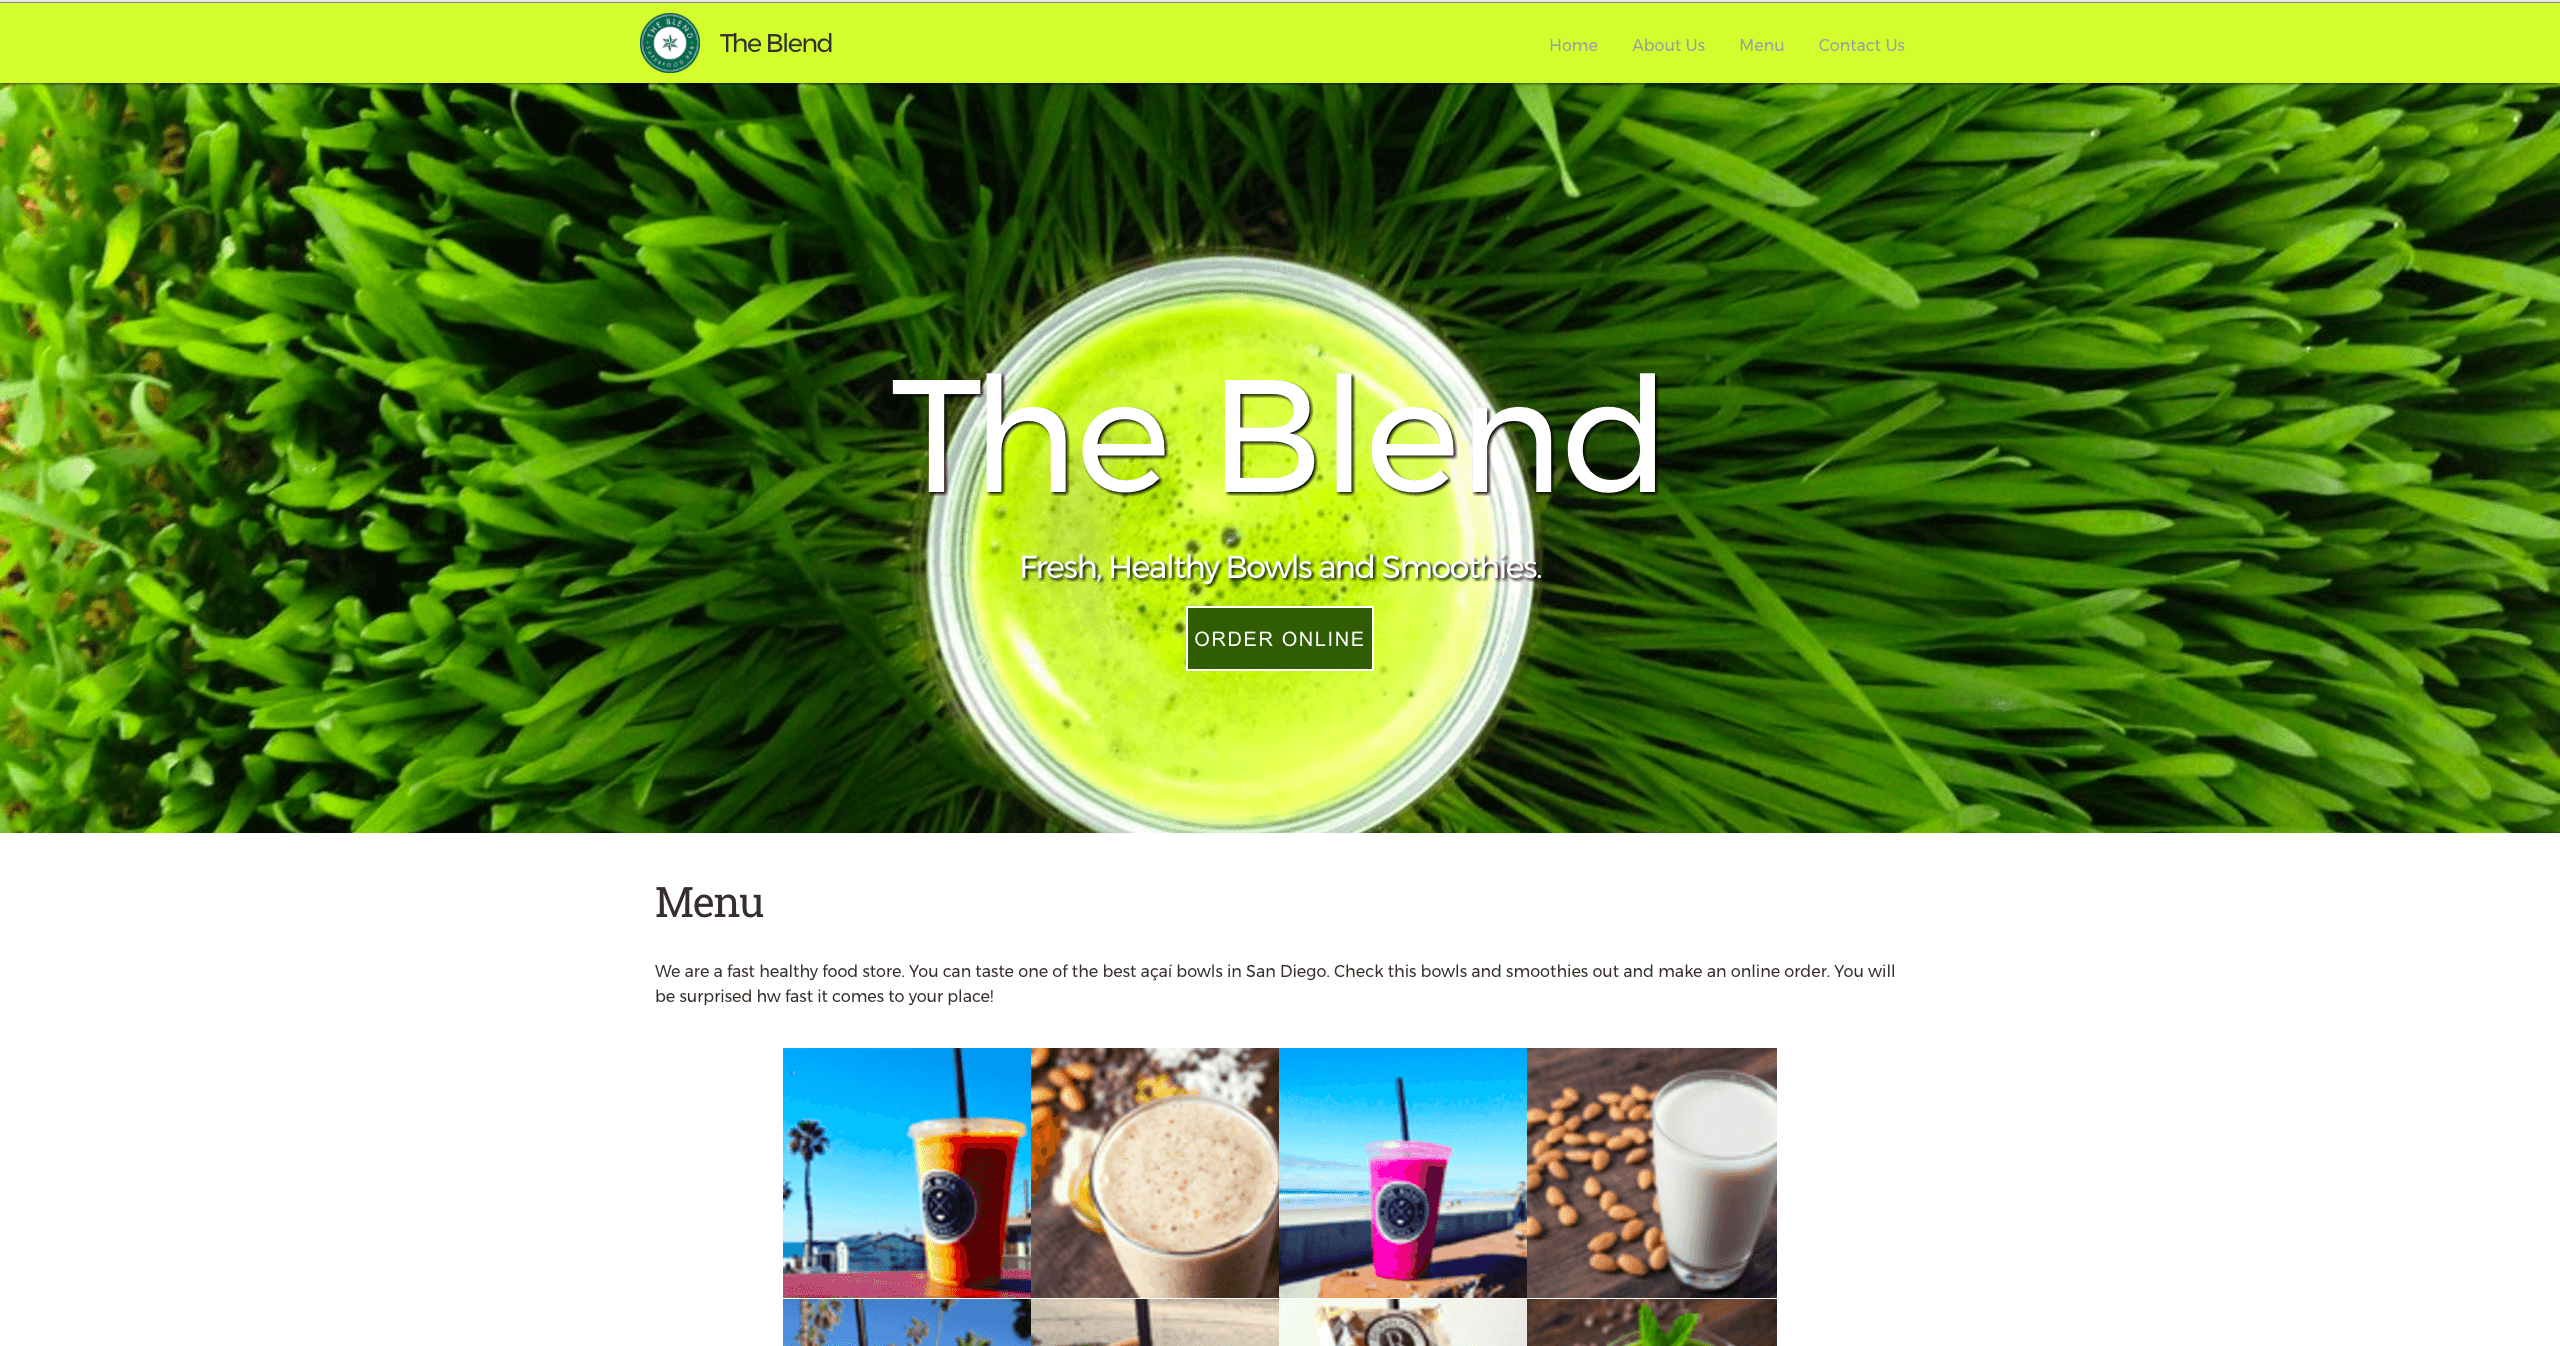 THE BLEND
The Blend
Home
About Us
Menu
Contact Us
The Blend
Fresh, Healthy Bowls and Smoothies.
ORDER ONLINE
Menu
We are a fast healthy food store. You can taste one of the best açaí bowls in San Diego. Check this bowls and smoothies out and make an online order. You will
be surprised hw fast it comes to your place!